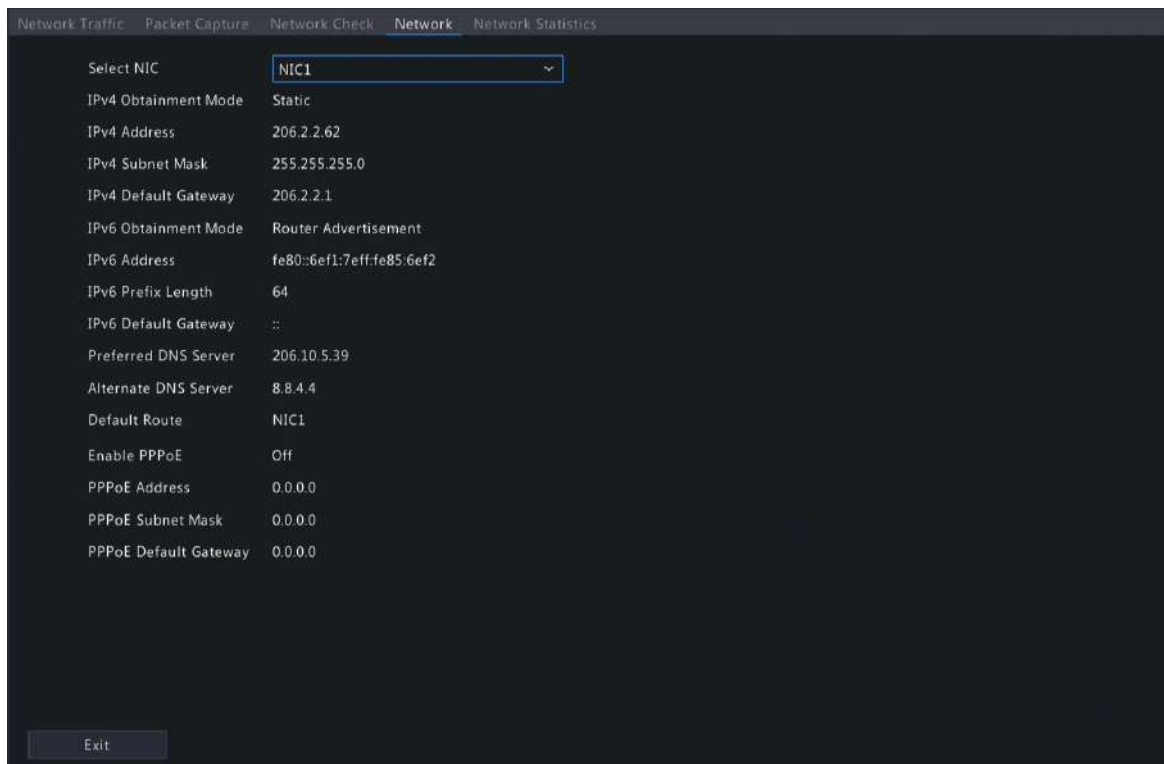 Network Traffic Packet Capture Network Check Network Network Statistics
Select NIC NIC1
IPv4 Obtainment Mode Static
IPv4 Address 206.2.2.62
IPv4 Subnet Mask 255.255.255.0
IPv4 Default Gateway 206.2.2.1
IPv6 Obtainment Mode Router Advertisement
IPv6 Address fe80::6ef1:7eff:fe85:6ef2
IPv6 Prefix Length 64
IPv6 Default Gateway ::
Preferred DNS Server 206.10.5.39
Alternate DNS Server 8.8.4.4
Default Route NIC1
Enable PPPoE Off
PPPoE Address 0.0.0.0
PPPoE Subnet Mask 0.0.0.0
PPPoE Default Gateway 0.0.0.0
Exit